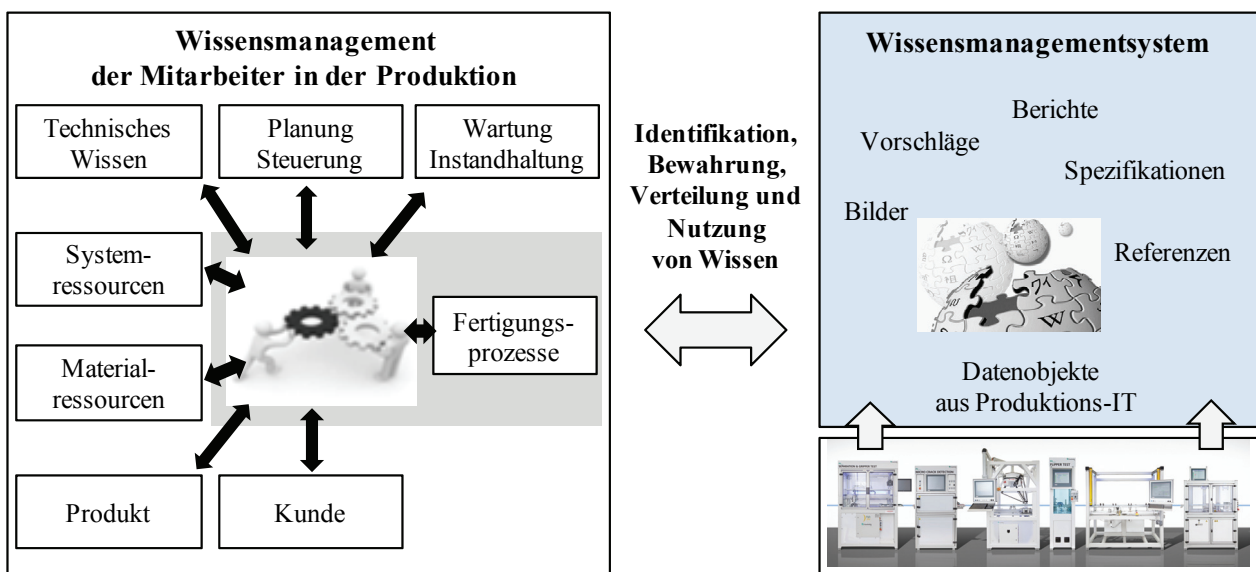 Wissensmanagement
der Mitarbeiter in der Produktion
Technisches
Wissen
Planung
Steuerung
Wartung
Instandhaltung
System-
ressourcen
Material-
ressourcen
Fertigungs-
prozesse
Produkt
Kunde
Identifikation,
Bewahrung,
Verteilung und
Nutzung
von Wissen
Wissensmanagementsystem
Berichte
Vorschläge
Spezifikationen
Bilder
Referenzen
Datenobjekte
aus Produktions-IT